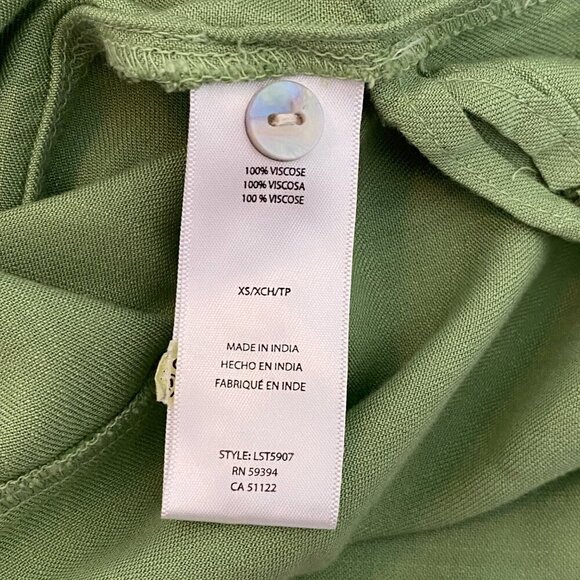 100% VISCOSE
100% VISCOSA
100 % VISCOSE
XS/XCH/TP
MADE IN INDIA
HECHO EN INDIA
FABRIQUÉ EN INDE
STYLE: LST5907
RN 59394
CA 51122